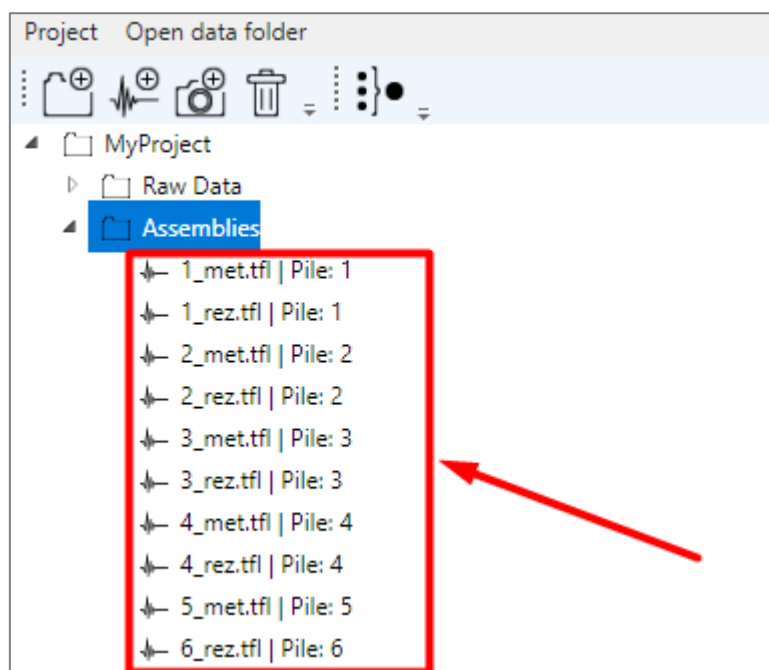 Project Open data folder
MyProject
Raw Data
Assemblies
1_met.tfl | Pile: 1
1_rez.tfl | Pile: 1
2_met.tfl | Pile: 2
2_rez.tfl | Pile: 2
3_met.tfl | Pile: 3
3_rez.tfl | Pile: 3
4_met.tfl | Pile: 4
4_rez.tfl | Pile: 4
5_met.tfl | Pile: 5
6_rez.tfl | Pile: 6